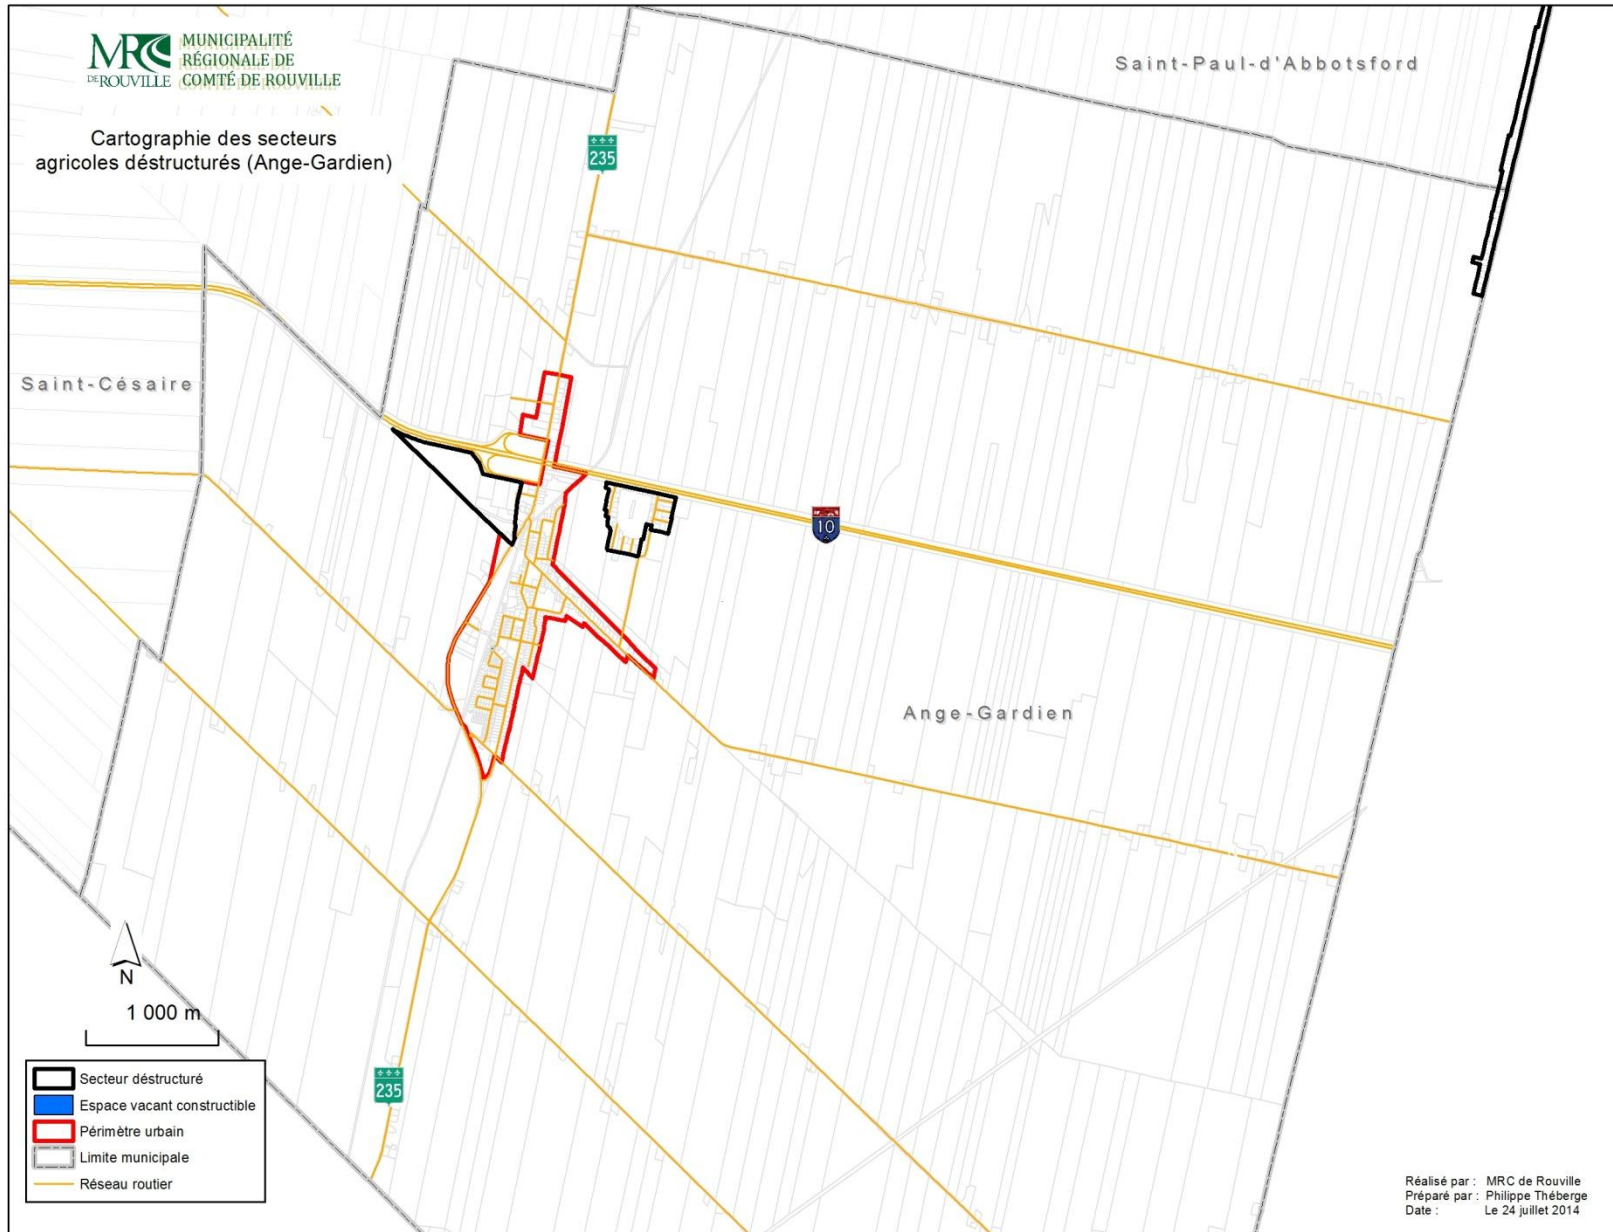 MRC
DE ROUVILLE
MUNICIPALITÉ
RÉGIONALE DE
COMTÉ DE ROUVILLE
Cartographie des secteurs
agricoles déstructurés (Ange-Gardien)
Saint-Paul-d'Abbotsford
235
Saint-Césaire
10
Ange-Gardien
N
1 000 m
235
Secteur déstructuré
Espace vacant constructible
Périmètre urbain
Limite municipale
Réseau routier
Réalisé par : MRC de Rouville
Préparé par : Philippe Théberge
Date : Le 24 juillet 2014